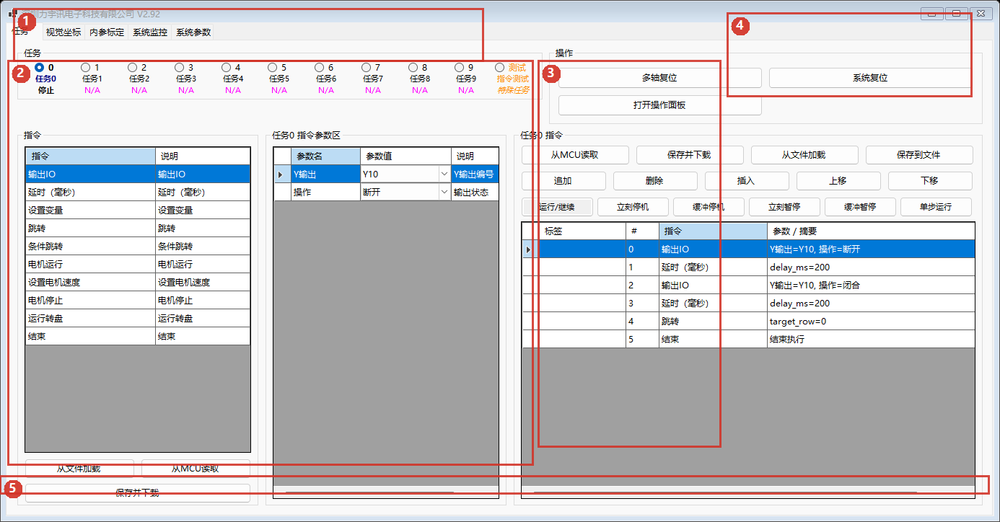 圳力宇讯电子科技有限公司 V2.92
1
4
任务 视觉坐标 内参标定 系统监控 系统参数
任务
操作
2
0 1 2 3 4 5 6 7 8 9 测试
任务0 任务1 任务2 任务3 任务4 任务5 任务6 任务7 任务8 任务9 指令测试
停止 N/A N/A N/A N/A N/A N/A N/A N/A N/A 特殊任务
3
多轴复位 系统复位
打开操作面板
指令
指令 说明
输出IO 输出IO
延时（毫秒） 延时（毫秒）
设置变量 设置变量
跳转 跳转
条件跳转 条件跳转
电机运行 电机运行
设置电机速度 设置电机速度
电机停止 电机停止
运行转盘 运行转盘
结束 结束
从文件加载 从MCU读取
5
保存并下载
任务0 指令参数区
参数名 参数值 说明
Y输出 Y10 Y输出编号
操作 断开 输出状态
任务0 指令
从MCU读取 保存并下载 从文件加载 保存到文件
追加 删除 插入 上移 下移
运行/继续 立刻停机 缓冲停机 立刻暂停 缓冲暂停 单步运行
标签 # 指令 参数 / 摘要
0 输出IO Y输出=Y10, 操作=断开
1 延时（毫秒） delay_ms=200
2 输出IO Y输出=Y10, 操作=闭合
3 延时（毫秒） delay_ms=200
4 跳转 target_row=0
5 结束 结束执行